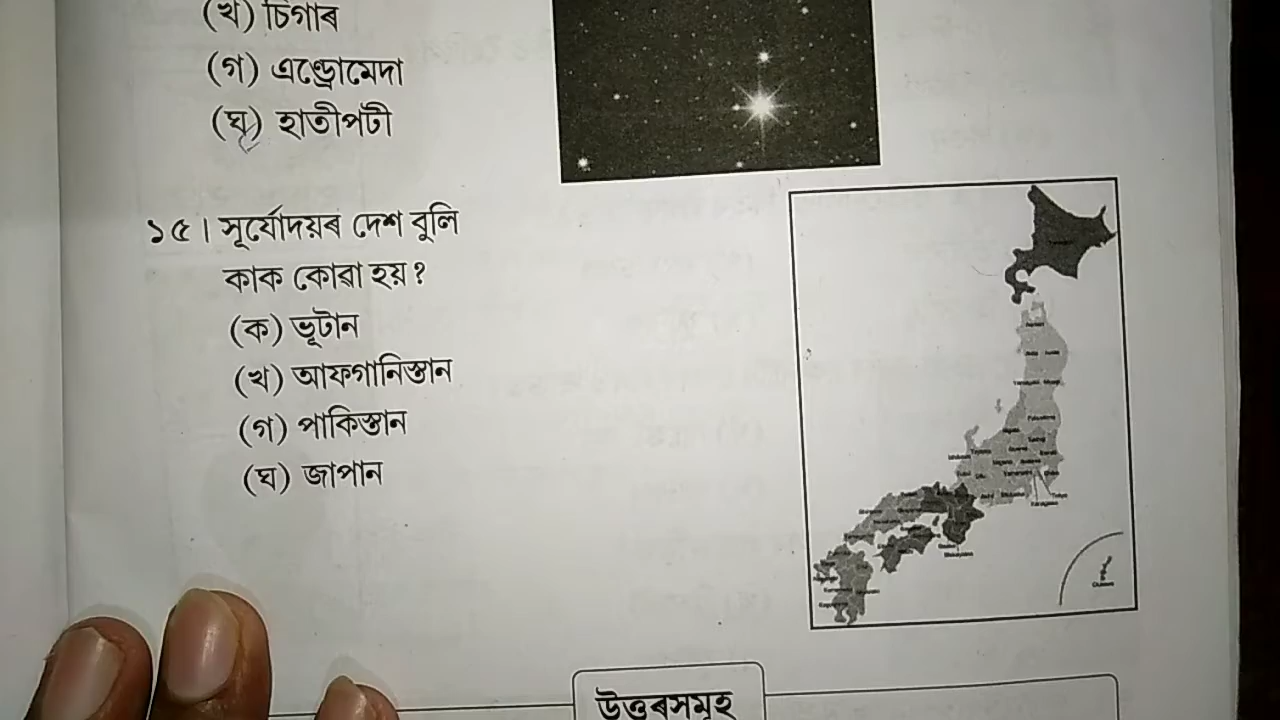 (খ) চিগাৰ
(গ) এণ্ড্ৰোমেদা
(ঘ) হাতীপটী
১৫। সূৰ্যোদয়ৰ দেশ বুলি
কাক কোৱা হয়?
(ক) ভূটান
(খ) আফগানিস্তান
(গ) পাকিস্তান
(ঘ) জাপান
উত্তৰসমূহ